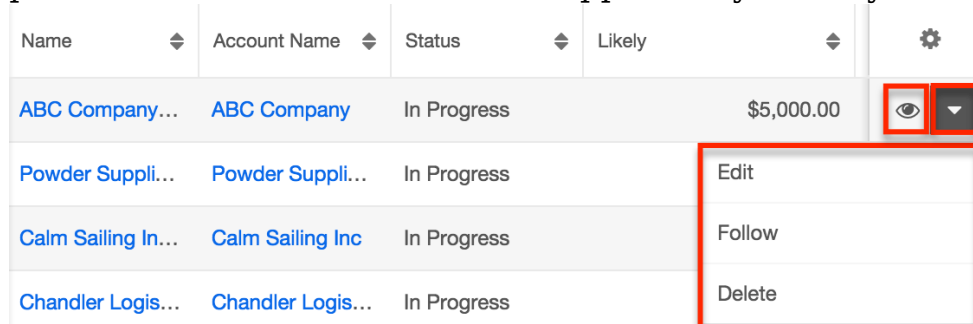 Name Account Name Status Likely
ABC Company... ABC Company In Progress $5,000.00
Powder Suppli... Powder Suppli... In Progress Edit
Calm Sailing In... Calm Sailing Inc In Progress Follow
Chandler Logis... Chandler Logis... In Progress Delete